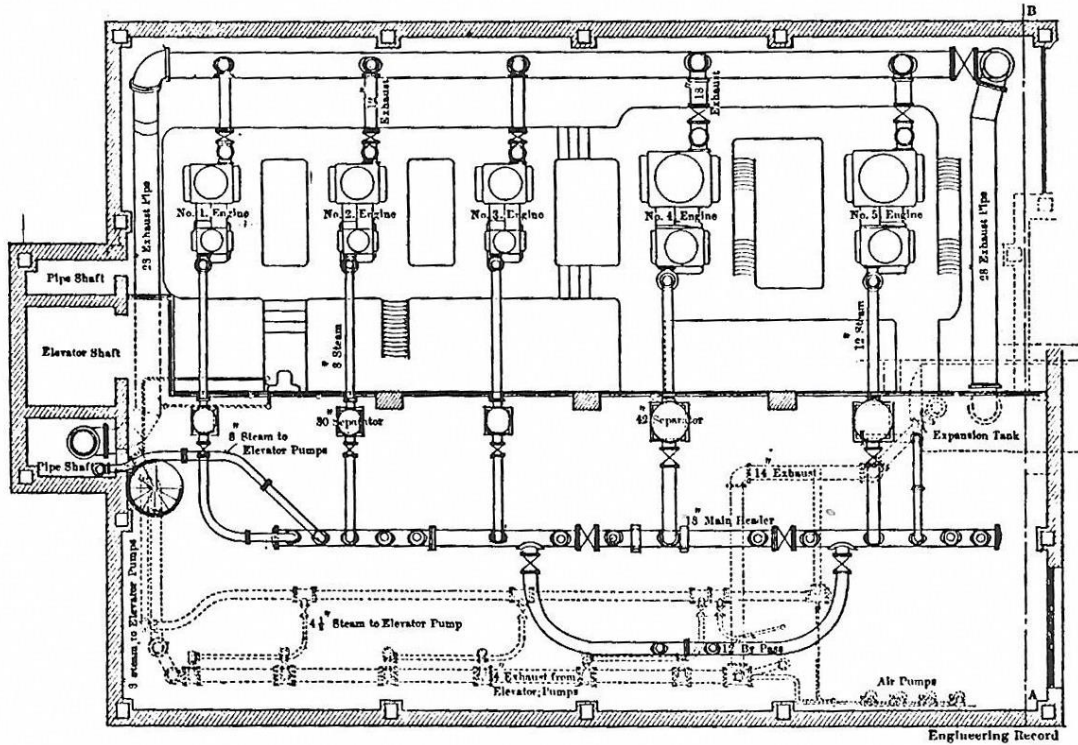 B
18" Exhaust
12" Exhaust
No. 1. Engine
No. 2. Engine
No. 3. Engine
No. 4 Engine
No. 5. Engine
28 Exhaust Pipe
28 Exhaust Pipe
Pipe Shaft
Elevator Shaft
8" Steam
12" Steam
30" Separator
42" Separator
8" Steam to
Elevator Pumps
Pipe Shaft
Expansion Tank
14" Exhaust
18" Main Header
3 steam to Elevator Pumps
4½" Steam to Elevator Pump
12" By Pass
Exhaust from
Elevator Pumps
Air Pumps
A
Engineering Record